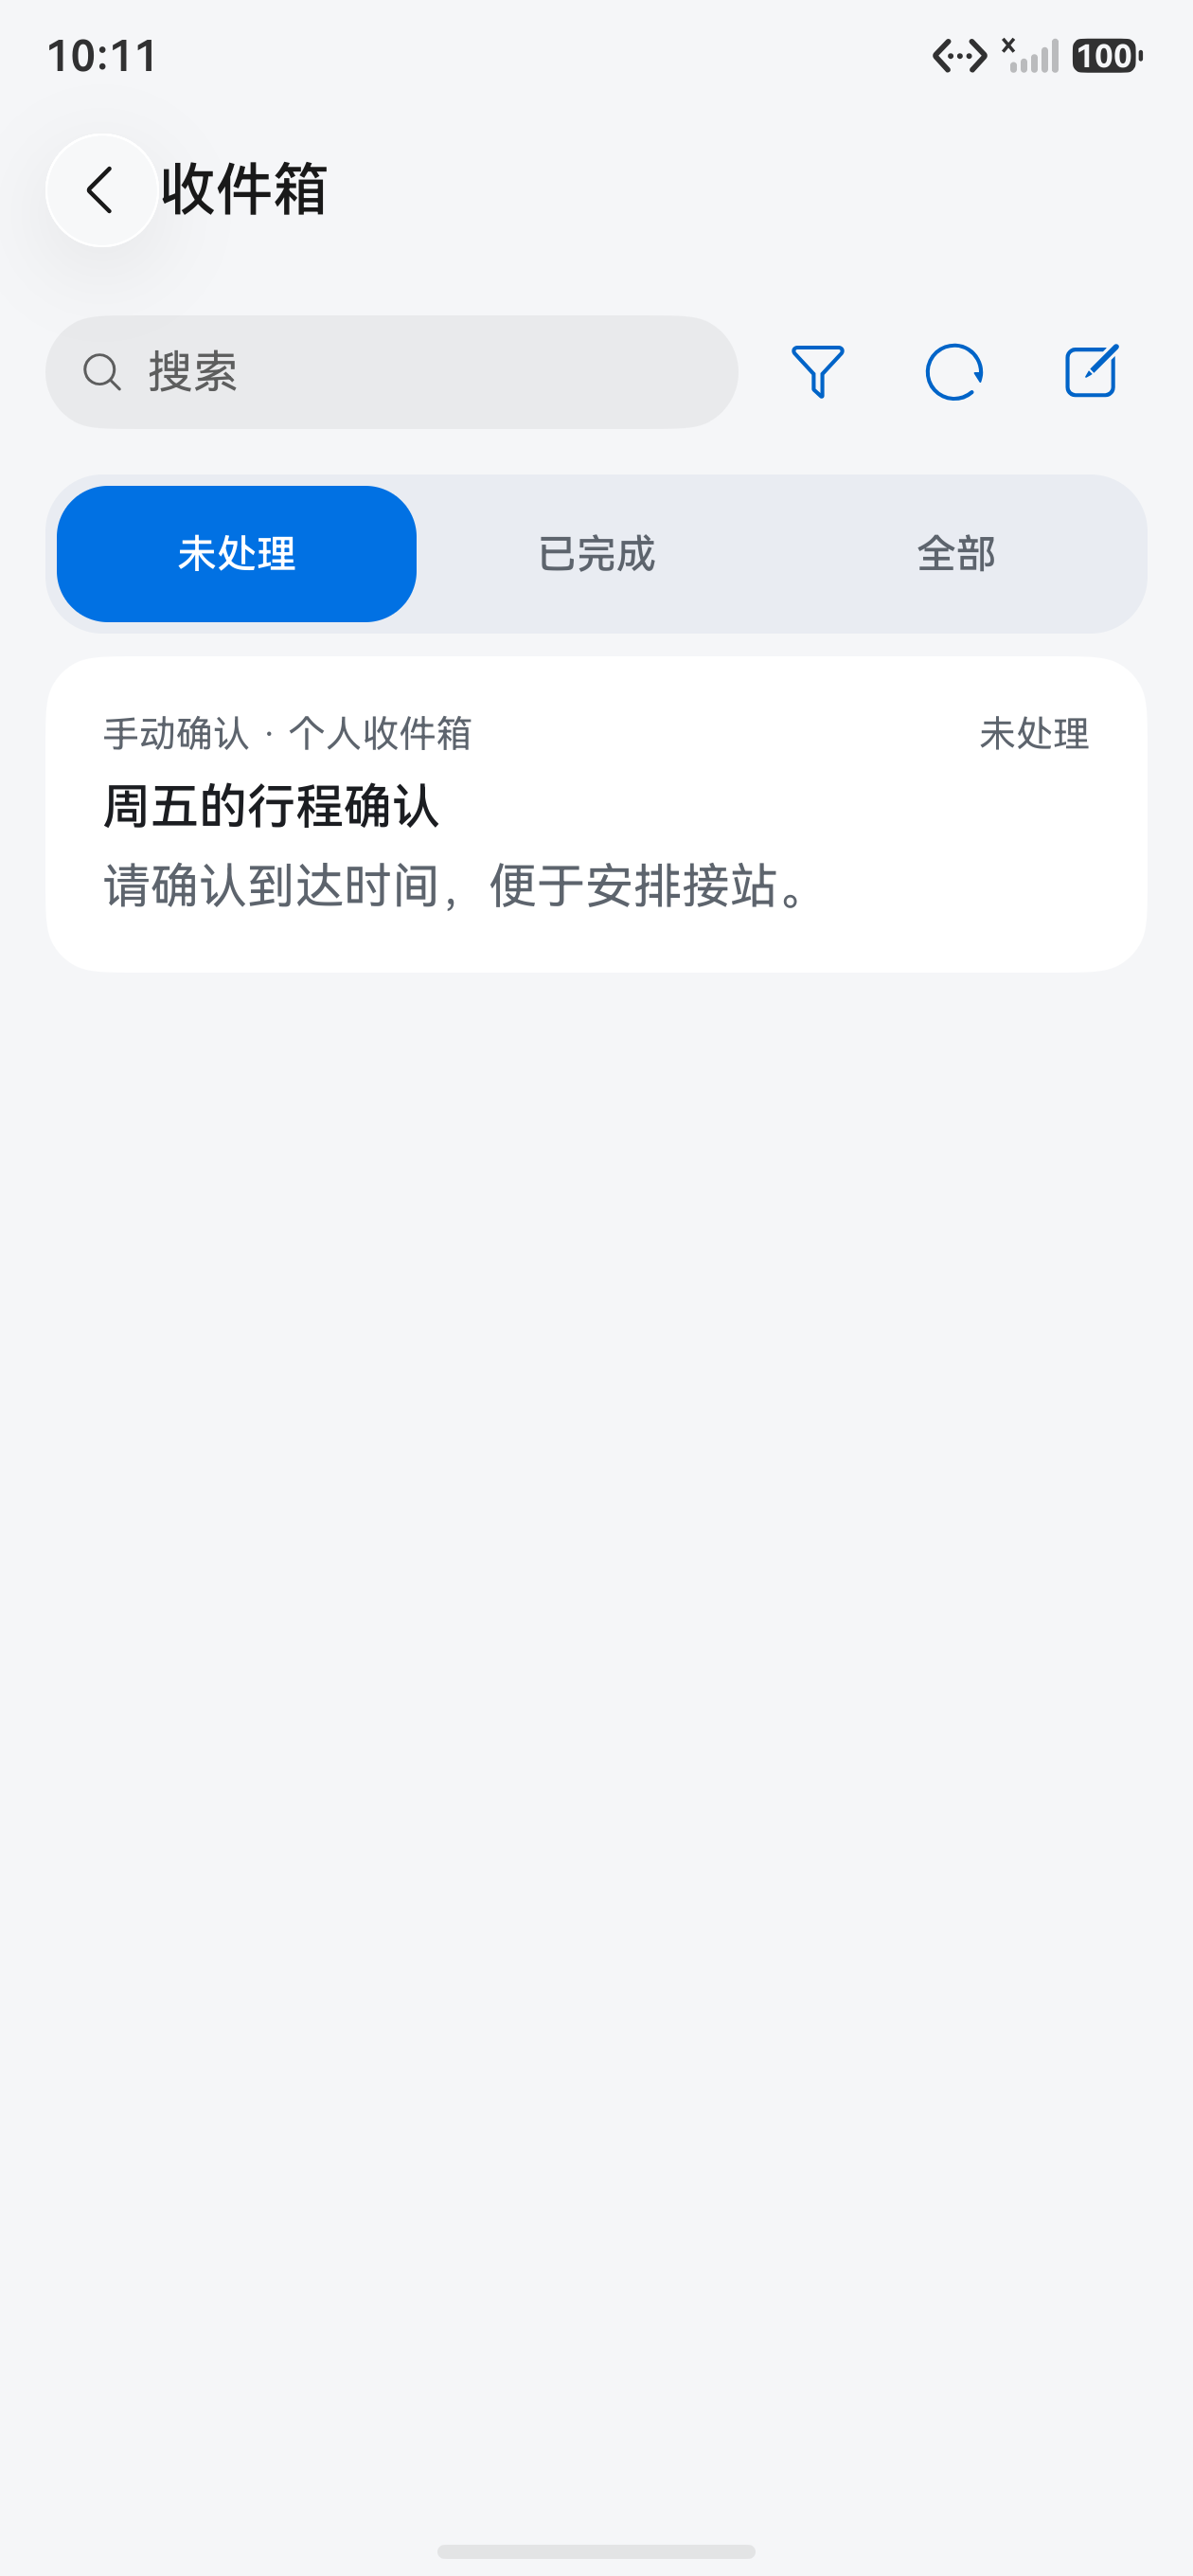 10:11
100
收件箱
搜索
未处理 已完成 全部
手动确认 · 个人收件箱 未处理
周五的行程确认
请确认到达时间，便于安排接站。